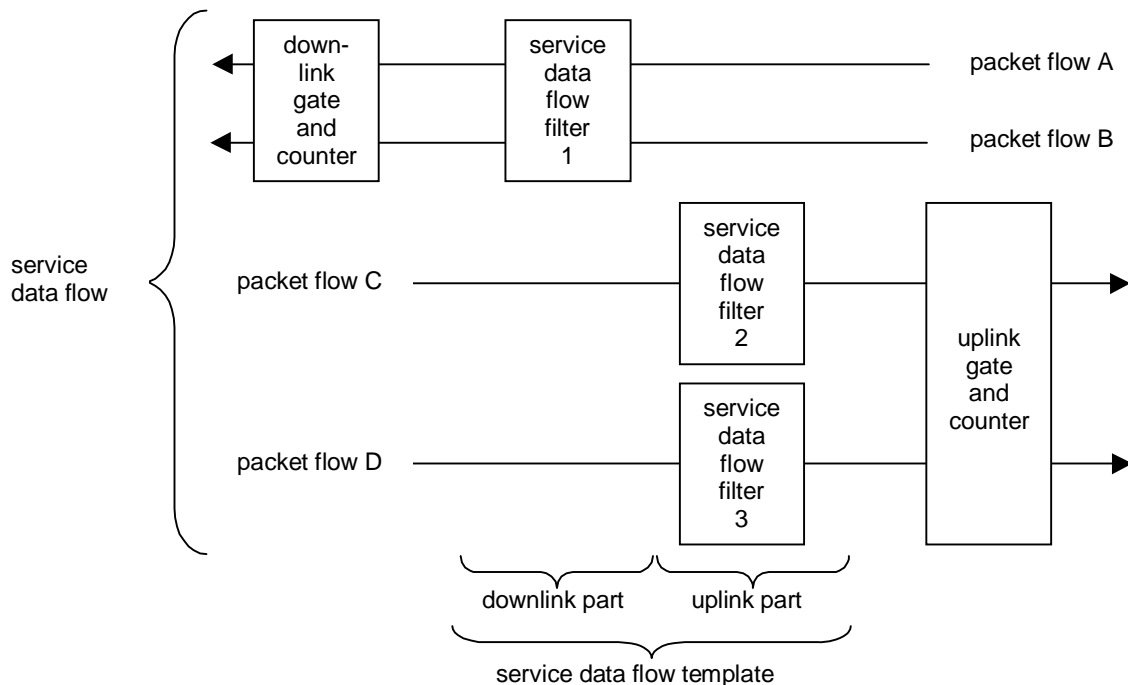 down-
link
gate
and
counter
service
data
flow
filter
1
packet flow A
packet flow B
service
data flow
packet flow C
service
data
flow
filter
2
uplink
gate
and
counter
packet flow D
service
data
flow
filter
3
downlink part
uplink part
service data flow template